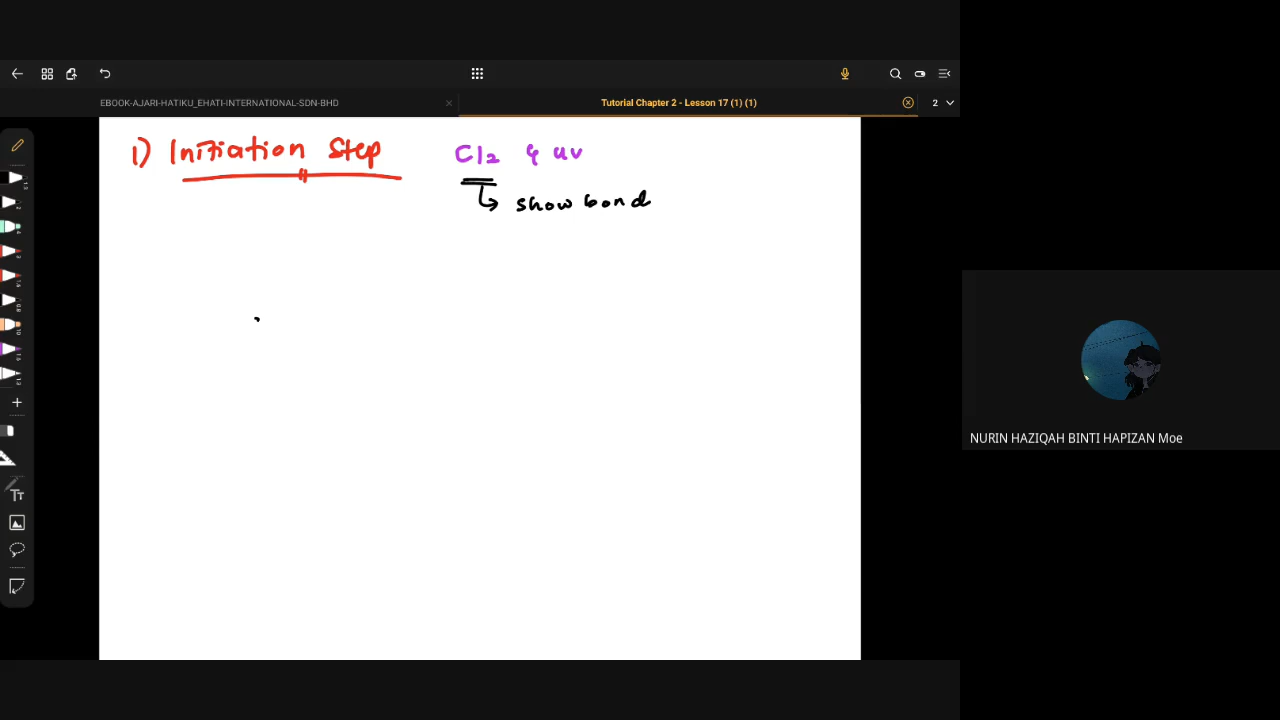 EBOOK-AJARI-HATIKU_EHATI-INTERNATIONAL-SDN-BHD
Tutorial Chapter 2 - Lesson 17 (1) (1)
2
1) Initiation Step
Cl2 & uv
show bond
Tт
NURIN HAZIQAH BINTI HAPIZAN Moe